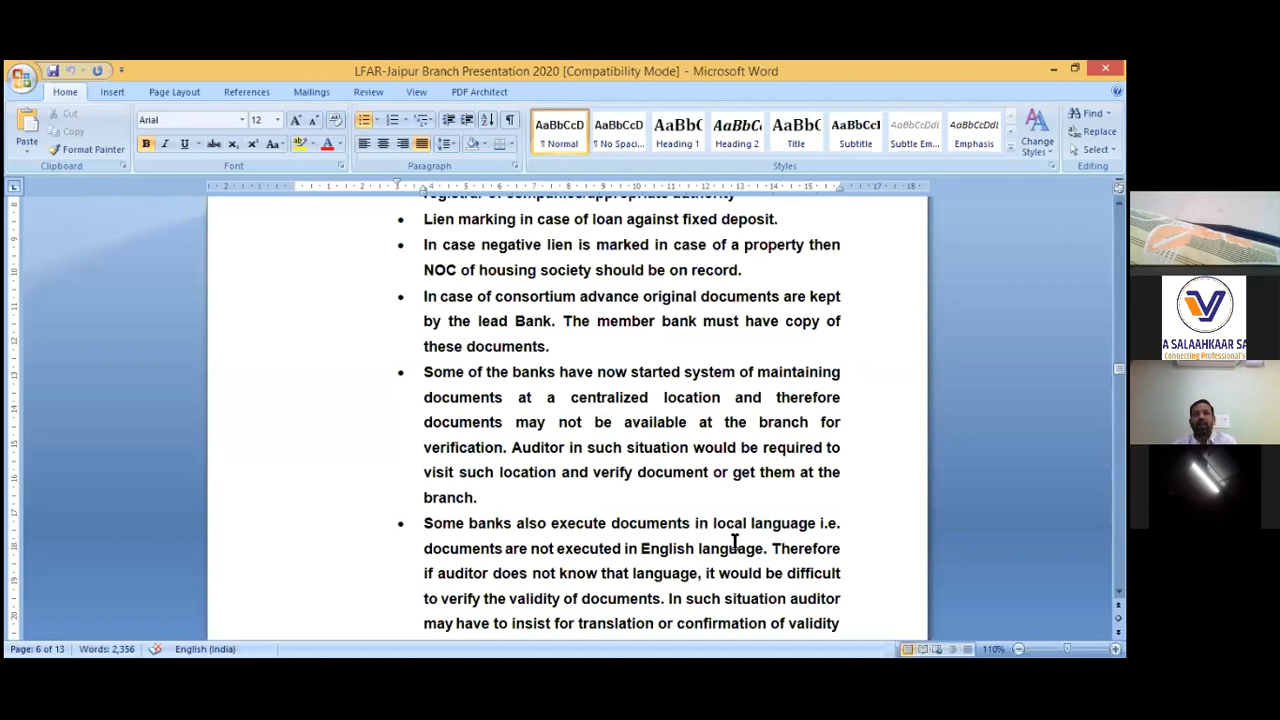 LFAR-Jaipur Branch Presentation 2020 [Compatibility Mode] - Microsoft Word
Home Insert Page Layout References Mailings Review View PDF Architect
Paste
Cut
Copy
Format Painter
Clipboard
Arial 12
Font
Paragraph
AaBbCcD AaBbCcD AaBbC AaBbCc AaBbC AaBbCcI AaBbCcDd AaBbCcD
¶ Normal ¶ No Spaci... Heading 1 Heading 2 Title Subtitle Subtle Em... Emphasis
Styles
Change Styles
Find
Replace
Select
Editing
registrar of companies/appropriate authority
• Lien marking in case of loan against fixed deposit.
• In case negative lien is marked in case of a property then
NOC of housing society should be on record.
• In case of consortium advance original documents are kept
by the lead Bank. The member bank must have copy of
these documents.
• Some of the banks have now started system of maintaining
documents at a centralized location and therefore
documents may not be available at the branch for
verification. Auditor in such situation would be required to
visit such location and verify document or get them at the
branch.
• Some banks also execute documents in local language i.e.
documents are not executed in English language. Therefore
if auditor does not know that language, it would be difficult
to verify the validity of documents. In such situation auditor
may have to insist for translation or confirmation of validity
Page: 6 of 13 Words: 2,356 English (India) 110%
A SALAAHKAAR SA
Connecting Professional's